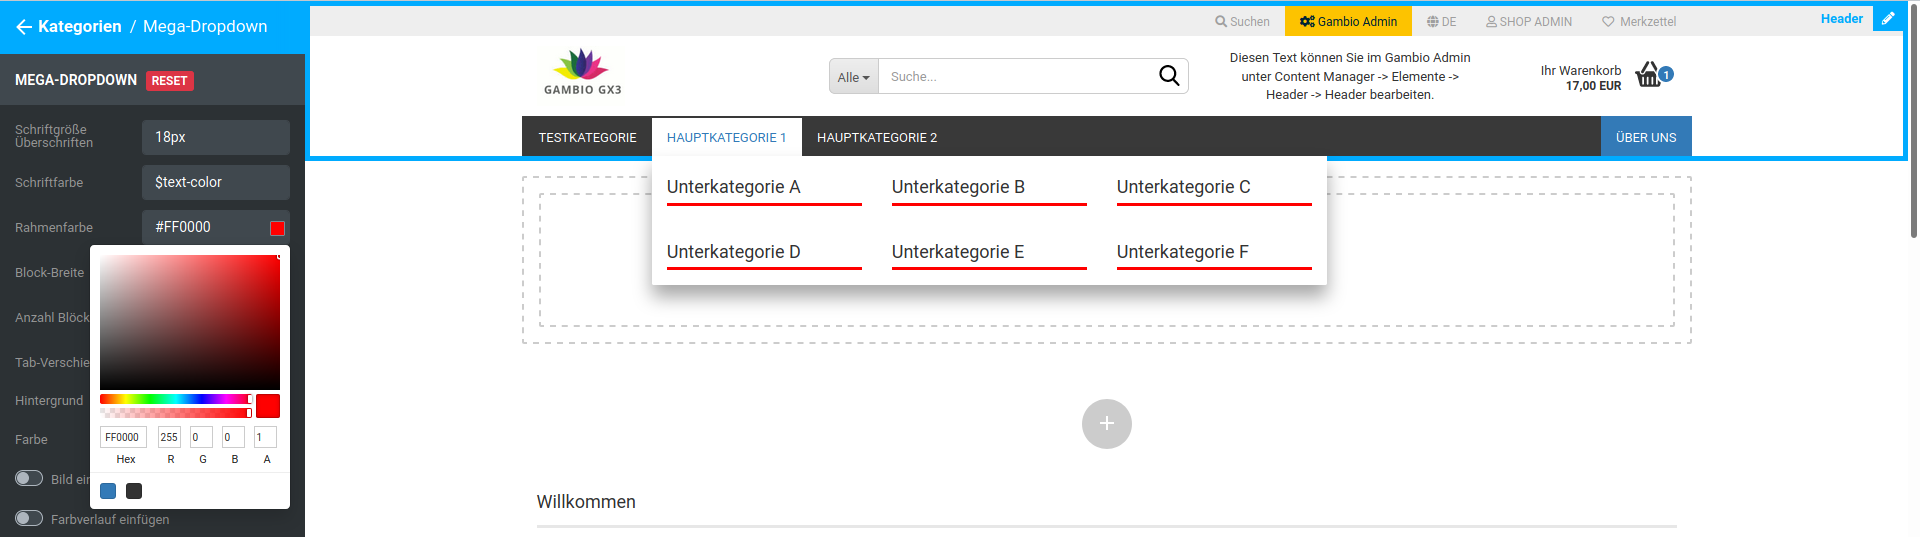 Kategorien / Mega-Dropdown
MEGA-DROPDOWN RESET
Schriftgröße
Überschriften
18px
Schriftfarbe
$text-color
Rahmenfarbe
#FF0000
Block-Breite
Anzahl Blöck
Tab-Verschie
Hintergrund
Farbe
Bild ei
Farbverlauf einfügen
FF0000 255 0 0 1
Hex R G B A
Suchen
Gambio Admin
DE
SHOP ADMIN
Merkzettel
Header
GAMBIO GX3
Alle
Suche...
Diesen Text können Sie im Gambio Admin
unter Content Manager -> Elemente ->
Header -> Header bearbeiten.
Ihr Warenkorb
17,00 EUR
1
TESTKATEGORIE HAUPTKATEGORIE 1 HAUPTKATEGORIE 2 ÜBER UNS
Unterkategorie A Unterkategorie B Unterkategorie C
Unterkategorie D Unterkategorie E Unterkategorie F
Willkommen